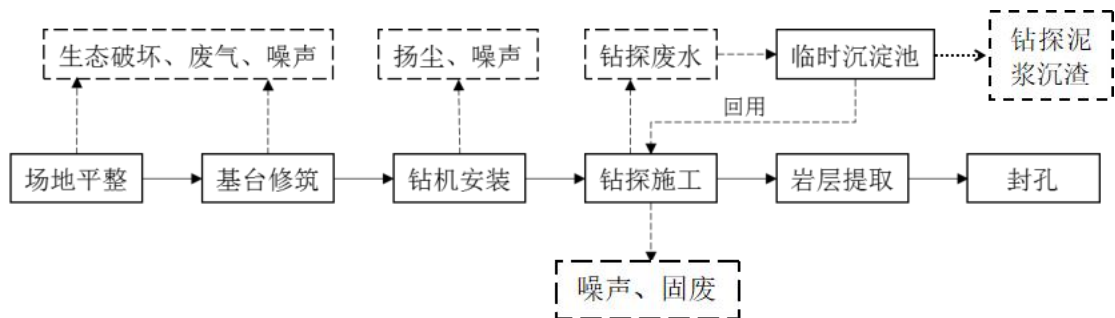 生态破坏、废气、噪声
扬尘、噪声
钻探废水
临时沉淀池
钻探泥
浆沉渣
回用
场地平整
基台修筑
钻机安装
钻探施工
岩层提取
封孔
噪声、固废